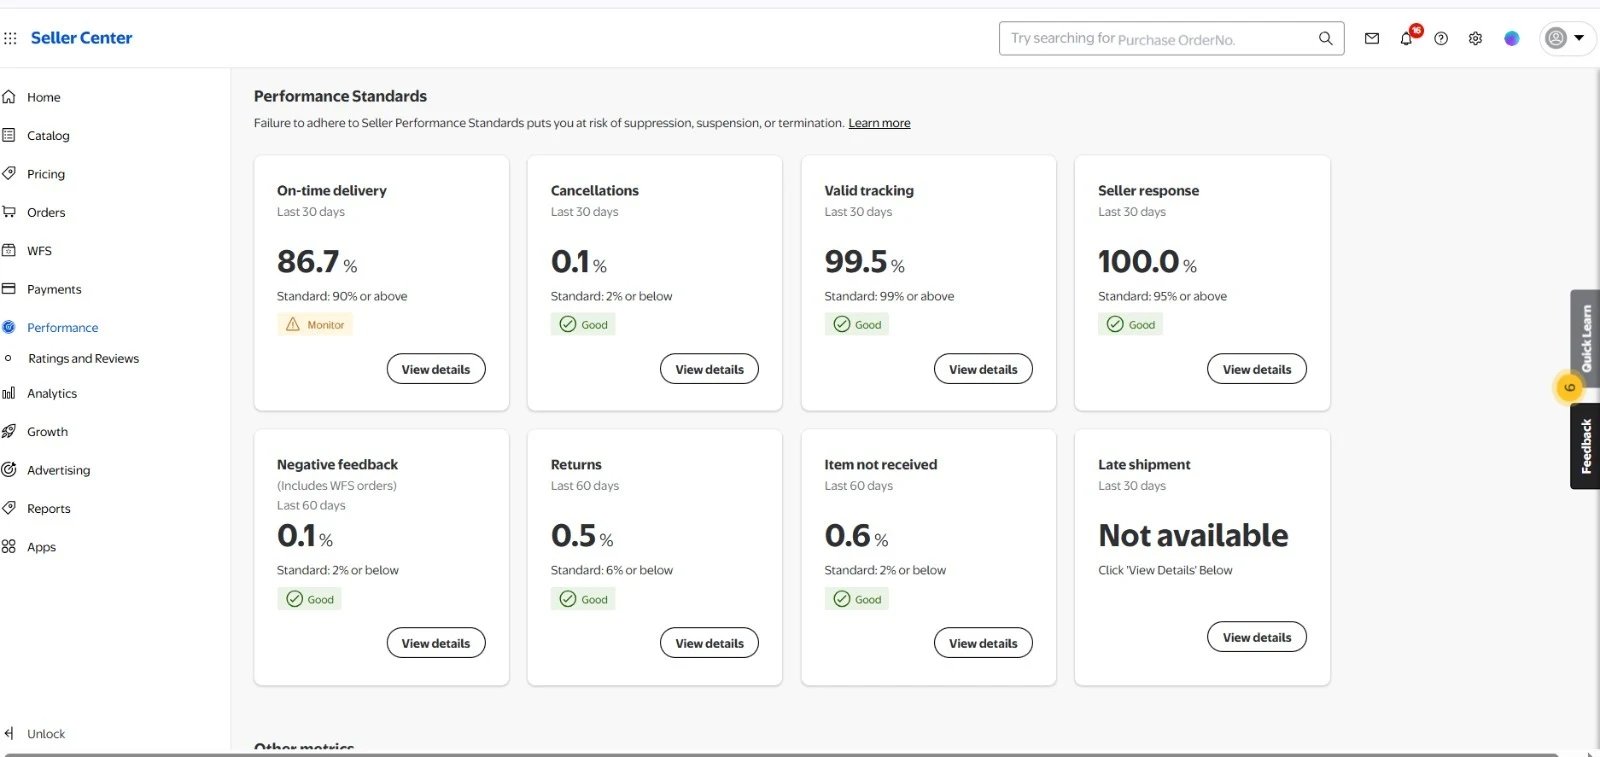 Seller Center
Try searching for Purchase OrderNo.
16
Home
Catalog
Pricing
Orders
WFS
Payments
Performance
Ratings and Reviews
Analytics
Growth
Advertising
Reports
Apps
Unlock
Performance Standards
Failure to adhere to Seller Performance Standards puts you at risk of suppression, suspension, or termination. Learn more
On-time delivery
Last 30 days
86.7 %
Standard: 90% or above
Monitor
View details
Cancellations
Last 30 days
0.1 %
Standard: 2% or below
Good
View details
Valid tracking
Last 30 days
99.5 %
Standard: 99% or above
Good
View details
Seller response
Last 30 days
100.0 %
Standard: 95% or above
Good
View details
Negative feedback
(Includes WFS orders)
Last 60 days
0.1 %
Standard: 2% or below
Good
View details
Returns
Last 60 days
0.5 %
Standard: 6% or below
Good
View details
Item not received
Last 60 days
0.6 %
Standard: 2% or below
Good
View details
Late shipment
Last 30 days
Not available
Click 'View Details' Below
View details
Other metrics
Quick Learn
6
Feedback